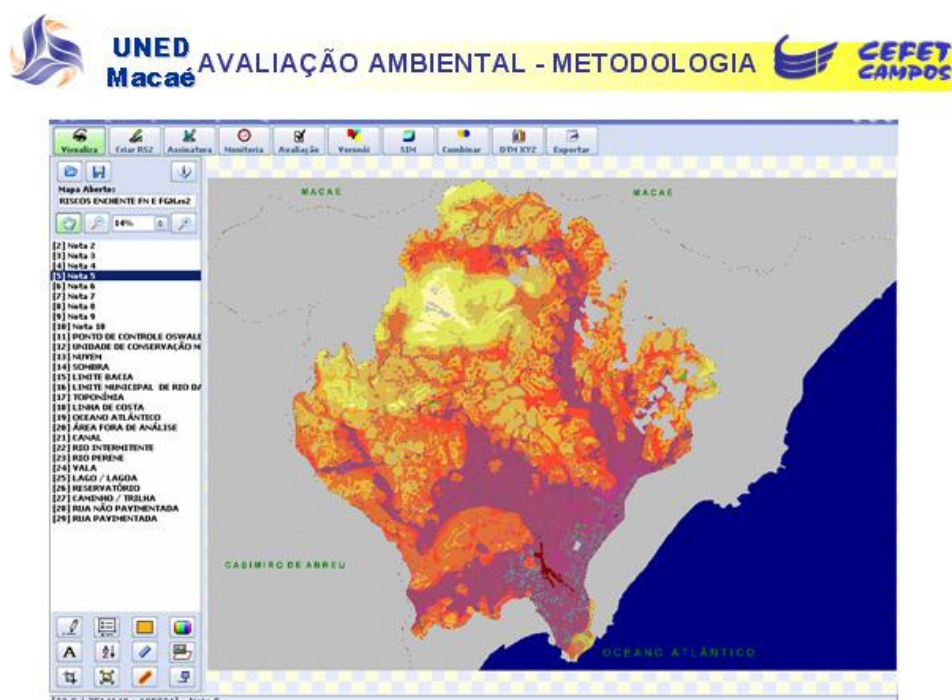 UNED
Macaé
AVALIAÇÃO AMBIENTAL - METODOLOGIA
CEFET
CAMPOS
Visualiza
Criar RS2
Assinatura
Monitoria
Avaliação
Voronói
SIM
Combinar
DTM XYZ
Exportar
Mapa Aberto:
RISCOS ENCHENTE FN E FGH.rs2
14%
[2] Nota 2
[3] Nota 3
[4] Nota 4
[5] Nota 5
[6] Nota 6
[7] Nota 7
[8] Nota 8
[9] Nota 9
[10] Nota 10
[11] PONTO DE CONTROLE OSWALD
[12] UNIDADE DE CONSERVAÇÃO M
[13] NUVEM
[14] SOMBRA
[15] LIMITE BACIA
[16] LIMITE MUNICIPAL DE RIO DA
[17] TOPONÍMIA
[18] LINHA DE COSTA
[19] OCEANO ATLÂNTICO
[20] ÁREA FORA DE ANÁLISE
[21] CANAL
[22] RIO INTERMITENTE
[23] RIO PERENE
[24] VALA
[25] LAGO / LAGOA
[26] RESERVATÓRIO
[27] CAMINHO / TRILHA
[28] RUA NÃO PAVIMENTADA
[29] RUA PAVIMENTADA
MACAÉ
MACAÉ
CASIMIRO DE ABREU
OCEANO ATLÂNTICO
A